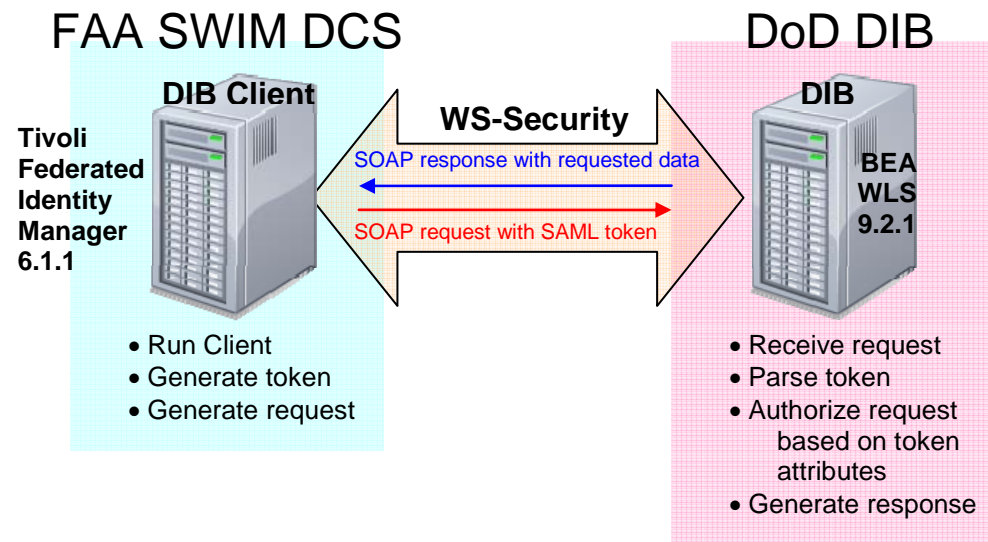 FAA SWIM DCS
DoD DIB
DIB Client
Tivoli
Federated
Identity
Manager
6.1.1
WS-Security
SOAP response with requested data
SOAP request with SAML token
DIB
BEA
WLS
9.2.1
• Run Client
• Generate token
• Generate request
• Receive request
• Parse token
• Authorize request
based on token
attributes
• Generate response